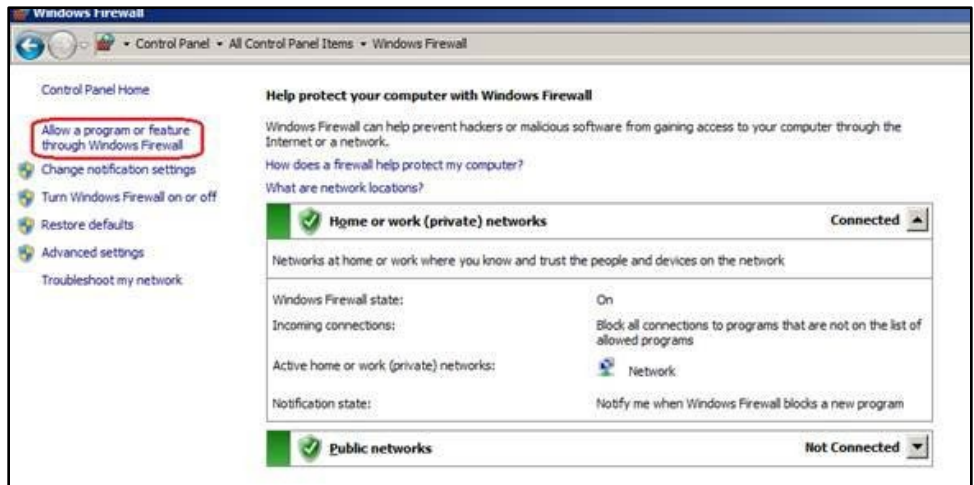 Windows Firewall
Control Panel • All Control Panel Items • Windows Firewall
Control Panel Home
Allow a program or feature
through Windows Firewall
Change notification settings
Turn Windows Firewall on or off
Restore defaults
Advanced settings
Troubleshoot my network
Help protect your computer with Windows Firewall
Windows Firewall can help prevent hackers or malicious software from gaining access to your computer through the
Internet or a network.
How does a firewall help protect my computer?
What are network locations?
Home or work (private) networks Connected
Networks at home or work where you know and trust the people and devices on the network
Windows Firewall state: On
Incoming connections: Block all connections to programs that are not on the list of
allowed programs
Active home or work (private) networks: Network
Notification state: Notify me when Windows Firewall blocks a new program
Public networks Not Connected